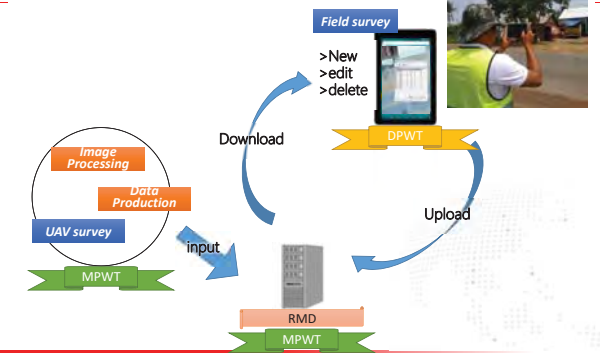 Field survey
>New
>edit
>delete
DPWT
Download
Image
Processing
Data
Production
UAV survey
MPWT
input
Upload
RMD
MPWT